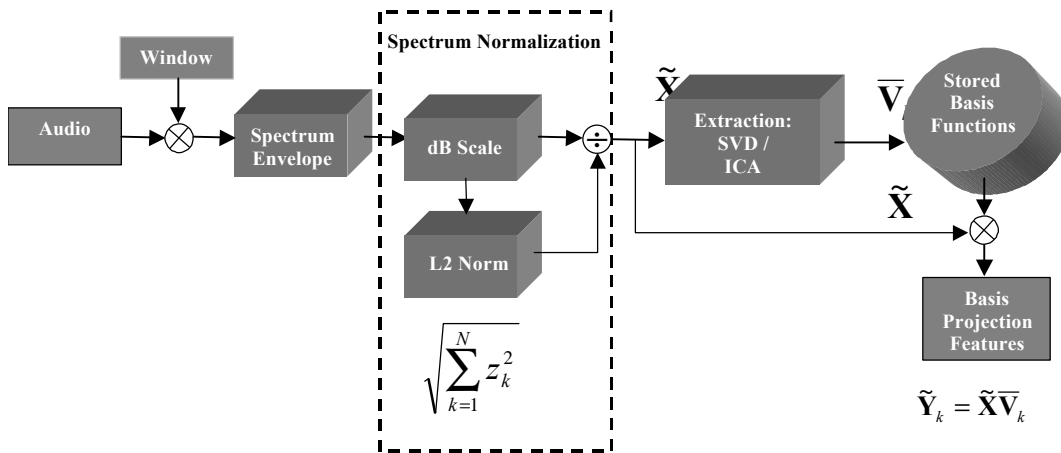 Spectrum Normalization
Window
Audio
Spectrum
Envelope
dB Scale
L2 Norm
÷
X̃
Extraction:
SVD /
ICA
V̅
Stored
Basis
Functions
X̃
Basis
Projection
Features
√(∑_{k=1}^{N} z_k^2)
Ỹ_k = X̃V̅_k